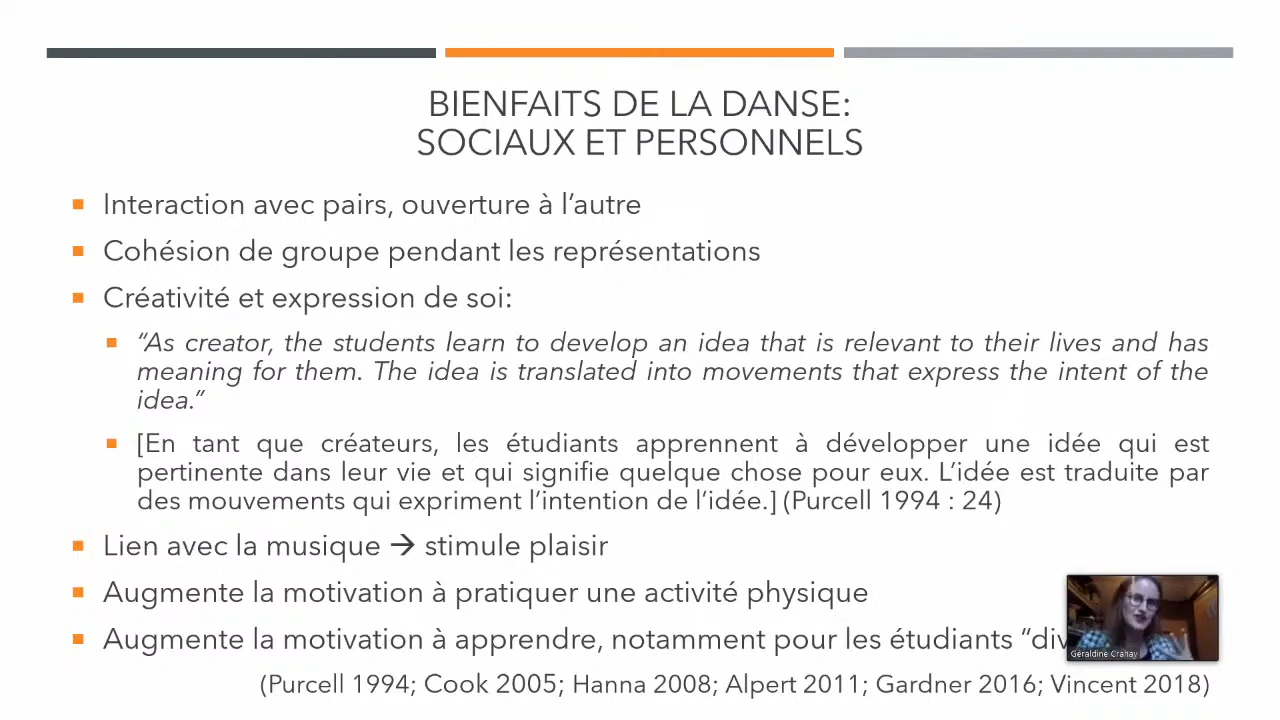 BIENFAITS DE LA DANSE:
SOCIAUX ET PERSONNELS
Interaction avec pairs, ouverture à l’autre
Cohésion de groupe pendant les représentations
Créativité et expression de soi:
“As creator, the students learn to develop an idea that is relevant to their lives and has
meaning for them. The idea is translated into movements that express the intent of the
idea.”
[En tant que créateurs, les étudiants apprennent à développer une idée qui est
pertinente dans leur vie et qui signifie quelque chose pour eux. L’idée est traduite par
des mouvements qui expriment l’intention de l’idée.] (Purcell 1994 : 24)
Lien avec la musique → stimule plaisir
Augmente la motivation à pratiquer une activité physique
Augmente la motivation à apprendre, notamment pour les étudiants
Géraldine Crahay
(Purcell 1994; Cook 2005; Hanna 2008; Alpert 2011; Gardner 2016; Vincent 2018)